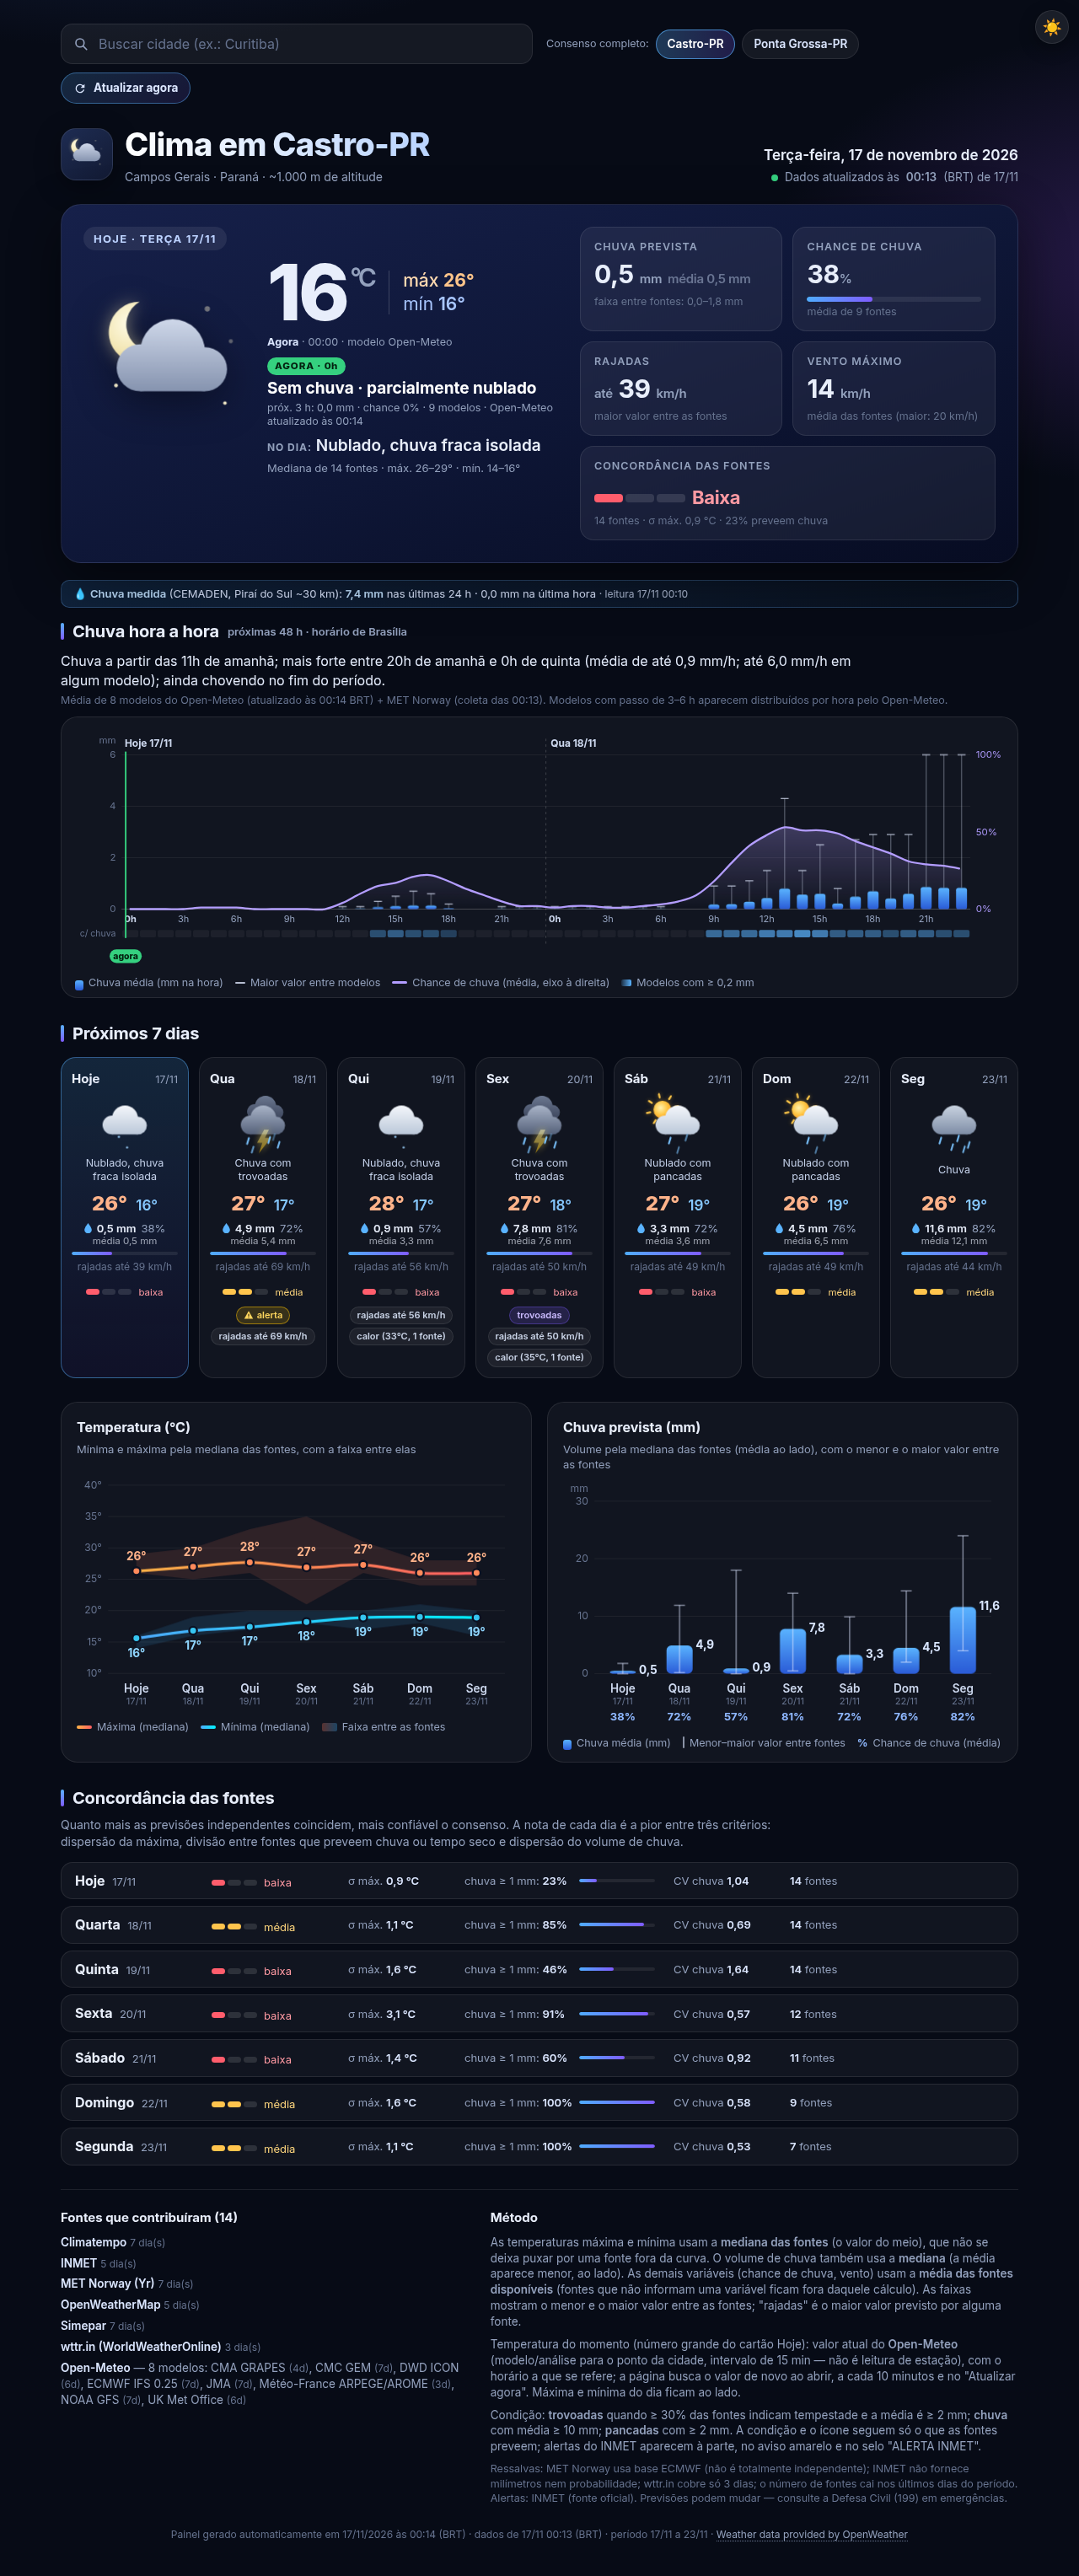 Buscar cidade (ex.: Curitiba)
Consenso completo: Castro-PR Ponta Grossa-PR
Atualizar agora
Clima em Castro-PR
Campos Gerais · Paraná · ~1.000 m de altitude
Terça-feira, 17 de novembro de 2026
Dados atualizados às 00:13 (BRT) de 17/11
HOJE · TERÇA 17/11
16°C
máx 26°
mín 16°
Agora · 00:00 · modelo Open-Meteo
AGORA · 0h
Sem chuva · parcialmente nublado
próx. 3 h: 0,0 mm · chance 0% · 9 modelos · Open-Meteo
atualizado às 00:14
NO DIA: Nublado, chuva fraca isolada
Mediana de 14 fontes · máx. 26–29° · mín. 14–16°
CHUVA PREVISTA
0,5 mm média 0,5 mm
faixa entre fontes: 0,0–1,8 mm
CHANCE DE CHUVA
38%
média de 9 fontes
RAJADAS
até 39 km/h
maior valor entre as fontes
VENTO MÁXIMO
14 km/h
média das fontes (maior: 20 km/h)
CONCORDÂNCIA DAS FONTES
Baixa
14 fontes · σ máx. 0,9 °C · 23% preveem chuva
Chuva medida (CEMADEN, Piraí do Sul ~30 km): 7,4 mm nas últimas 24 h · 0,0 mm na última hora · leitura 17/11 00:10
Chuva hora a hora próximas 48 h · horário de Brasília
Chuva a partir das 11h de amanhã; mais forte entre 20h de amanhã e 0h de quinta (média de até 0,9 mm/h; até 6,0 mm/h em
algum modelo); ainda chovendo no fim do período.
Média de 8 modelos do Open-Meteo (atualizado às 00:14 BRT) + MET Norway (coleta das 00:13). Modelos com passo de 3–6 h aparecem distribuídos por hora pelo Open-Meteo.
mm Hoje 17/11 Qua 18/11
6 100%
4
50%
2
0 0%
0h 3h 6h 9h 12h 15h 18h 21h 0h 3h 6h 9h 12h 15h 18h 21h
c/ chuva
agora
Chuva média (mm na hora) Maior valor entre modelos Chance de chuva (média, eixo à direita) Modelos com ≥ 0,2 mm
Próximos 7 dias
Hoje 17/11
Nublado, chuva
fraca isolada
26° 16°
0,5 mm 38%
média 0,5 mm
rajadas até 39 km/h
baixa
Qua 18/11
Chuva com
trovoadas
27° 17°
4,9 mm 72%
média 5,4 mm
rajadas até 69 km/h
média
alerta
rajadas até 69 km/h
Qui 19/11
Nublado, chuva
fraca isolada
28° 17°
0,9 mm 57%
média 3,3 mm
rajadas até 56 km/h
baixa
rajadas até 56 km/h
calor (33°C, 1 fonte)
Sex 20/11
Chuva com
trovoadas
27° 18°
7,8 mm 81%
média 7,6 mm
rajadas até 50 km/h
baixa
trovoadas
rajadas até 50 km/h
calor (35°C, 1 fonte)
Sáb 21/11
Nublado com
pancadas
27° 19°
3,3 mm 72%
média 3,6 mm
rajadas até 49 km/h
baixa
Dom 22/11
Nublado com
pancadas
26° 19°
4,5 mm 76%
média 6,5 mm
rajadas até 49 km/h
média
Seg 23/11
Chuva
26° 19°
11,6 mm 82%
média 12,1 mm
rajadas até 44 km/h
média
Temperatura (°C)
Mínima e máxima pela mediana das fontes, com a faixa entre elas
40°
35°
30°
25°
20°
15°
10°
26° 27° 28° 27° 27° 26° 26°
16° 17° 17° 18° 19° 19° 19°
Hoje Qua Qui Sex Sáb Dom Seg
17/11 18/11 19/11 20/11 21/11 22/11 23/11
Máxima (mediana) Mínima (mediana) Faixa entre as fontes
Chuva prevista (mm)
Volume pela mediana das fontes (média ao lado), com o menor e o maior valor entre
as fontes
mm
30
20
10
0
0,5 4,9 0,9 7,8 3,3 4,5 11,6
Hoje Qua Qui Sex Sáb Dom Seg
17/11 18/11 19/11 20/11 21/11 22/11 23/11
38% 72% 57% 81% 72% 76% 82%
Chuva média (mm) Menor–maior valor entre fontes % Chance de chuva (média)
Concordância das fontes
Quanto mais as previsões independentes coincidem, mais confiável o consenso. A nota de cada dia é a pior entre três critérios:
dispersão da máxima, divisão entre fontes que preveem chuva ou tempo seco e dispersão do volume de chuva.
Hoje 17/11 baixa σ máx. 0,9 °C chuva ≥ 1 mm: 23% CV chuva 1,04 14 fontes
Quarta 18/11 média σ máx. 1,1 °C chuva ≥ 1 mm: 85% CV chuva 0,69 14 fontes
Quinta 19/11 baixa σ máx. 1,6 °C chuva ≥ 1 mm: 46% CV chuva 1,64 14 fontes
Sexta 20/11 baixa σ máx. 3,1 °C chuva ≥ 1 mm: 91% CV chuva 0,57 12 fontes
Sábado 21/11 baixa σ máx. 1,4 °C chuva ≥ 1 mm: 60% CV chuva 0,92 11 fontes
Domingo 22/11 média σ máx. 1,6 °C chuva ≥ 1 mm: 100% CV chuva 0,58 9 fontes
Segunda 23/11 média σ máx. 1,1 °C chuva ≥ 1 mm: 100% CV chuva 0,53 7 fontes
Fontes que contribuíram (14)
Climatempo 7 dia(s)
INMET 5 dia(s)
MET Norway (Yr) 7 dia(s)
OpenWeatherMap 5 dia(s)
Simepar 7 dia(s)
wttr.in (WorldWeatherOnline) 3 dia(s)
Open-Meteo — 8 modelos: CMA GRAPES (4d), CMC GEM (7d), DWD ICON
(6d), ECMWF IFS 0.25 (7d), JMA (7d), Météo-France ARPEGE/AROME (3d),
NOAA GFS (7d), UK Met Office (6d)
Método
As temperaturas máxima e mínima usam a mediana das fontes (o valor do meio), que não se
deixa puxar por uma fonte fora da curva. O volume de chuva também usa a mediana (a média
aparece menor, ao lado). As demais variáveis (chance de chuva, vento) usam a média das fontes
disponíveis (fontes que não informam uma variável ficam fora daquele cálculo). As faixas
mostram o menor e o maior valor entre as fontes; "rajadas" é o maior valor previsto por alguma
fonte.
Temperatura do momento (número grande do cartão Hoje): valor atual do Open-Meteo
(modelo/análise para o ponto da cidade, intervalo de 15 min — não é leitura de estação), com o
horário a que se refere; a página busca o valor de novo ao abrir, a cada 10 minutos e no "Atualizar
agora". Máxima e mínima do dia ficam ao lado.
Condição: trovoadas quando ≥ 30% das fontes indicam tempestade e a média é ≥ 2 mm; chuva
com média ≥ 10 mm; pancadas com ≥ 2 mm. A condição e o ícone seguem só o que as fontes
preveem; alertas do INMET aparecem à parte, no aviso amarelo e no selo "ALERTA INMET".
Ressalvas: MET Norway usa base ECMWF (não é totalmente independente); INMET não fornece
milímetros nem probabilidade; wttr.in cobre só 3 dias; o número de fontes cai nos últimos dias do período.
Alertas: INMET (fonte oficial). Previsões podem mudar — consulte a Defesa Civil (199) em emergências.
Painel gerado automaticamente em 17/11/2026 às 00:14 (BRT) · dados de 17/11 00:13 (BRT) · período 17/11 a 23/11 · Weather data provided by OpenWeather